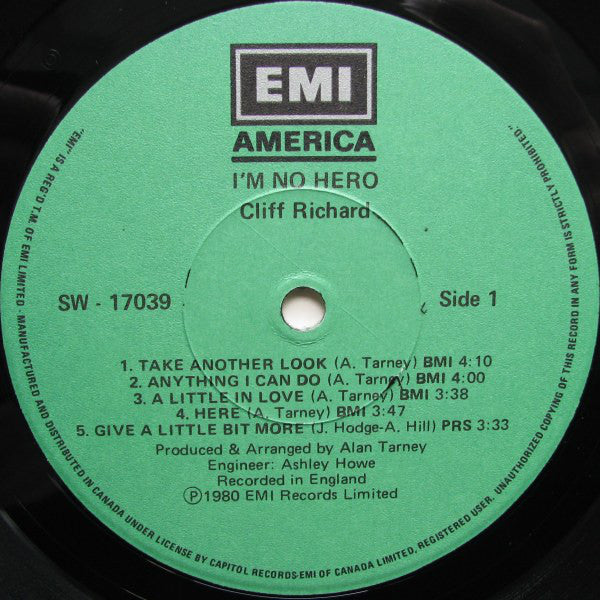 EMI
AMERICA
I'M NO HERO
Cliff Richard
SW - 17039
Side 1
1. TAKE ANOTHER LOOK (A. Tarney) BMI 4:10
2. ANYTHING I CAN DO (A. Tarney) BMI 4:00
3. A LITTLE IN LOVE (A. Tarney) BMI 3:38
4. HERE (A. Tarney) BMI 3:47
5. GIVE A LITTLE BIT MORE (J. Hodge-A, Hill) PRS 3:33
Produced & Arranged by Alan Tarney
Engineer: Ashley Howe
Recorded in England
Ⓟ1980 EMI Records Limited
"EMI" IS A REG'D T.M. OF EMI LIMITED - MANUFACTURED AND DISTRIBUTED IN CANADA UNDER LICENSE BY CAPITOL RECORDS-EMI OF CANADA LIMITED, REGISTERED USER. UNAUTHORIZED COPYING OF THIS RECORD IN ANY FORM IS STRICTLY PROHIBITED"